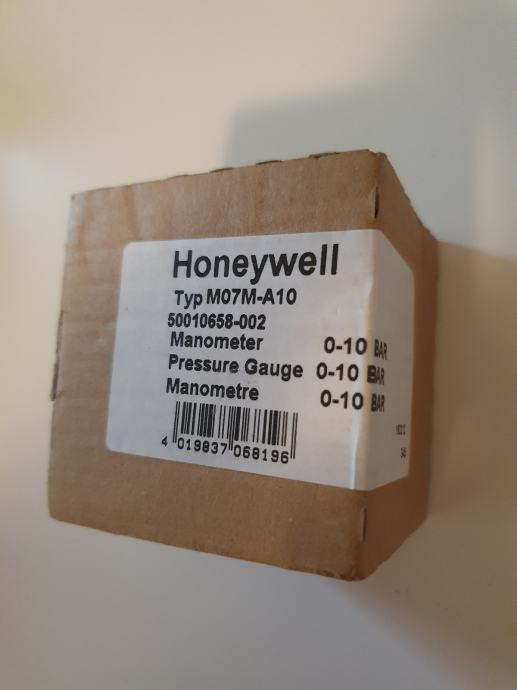 Honeywell
Typ M07M-A10
50010658-002
Manometer 0-10 BAR
Pressure Gauge 0-10 BAR
Manometre 0-10 BAR
4 019837 068196